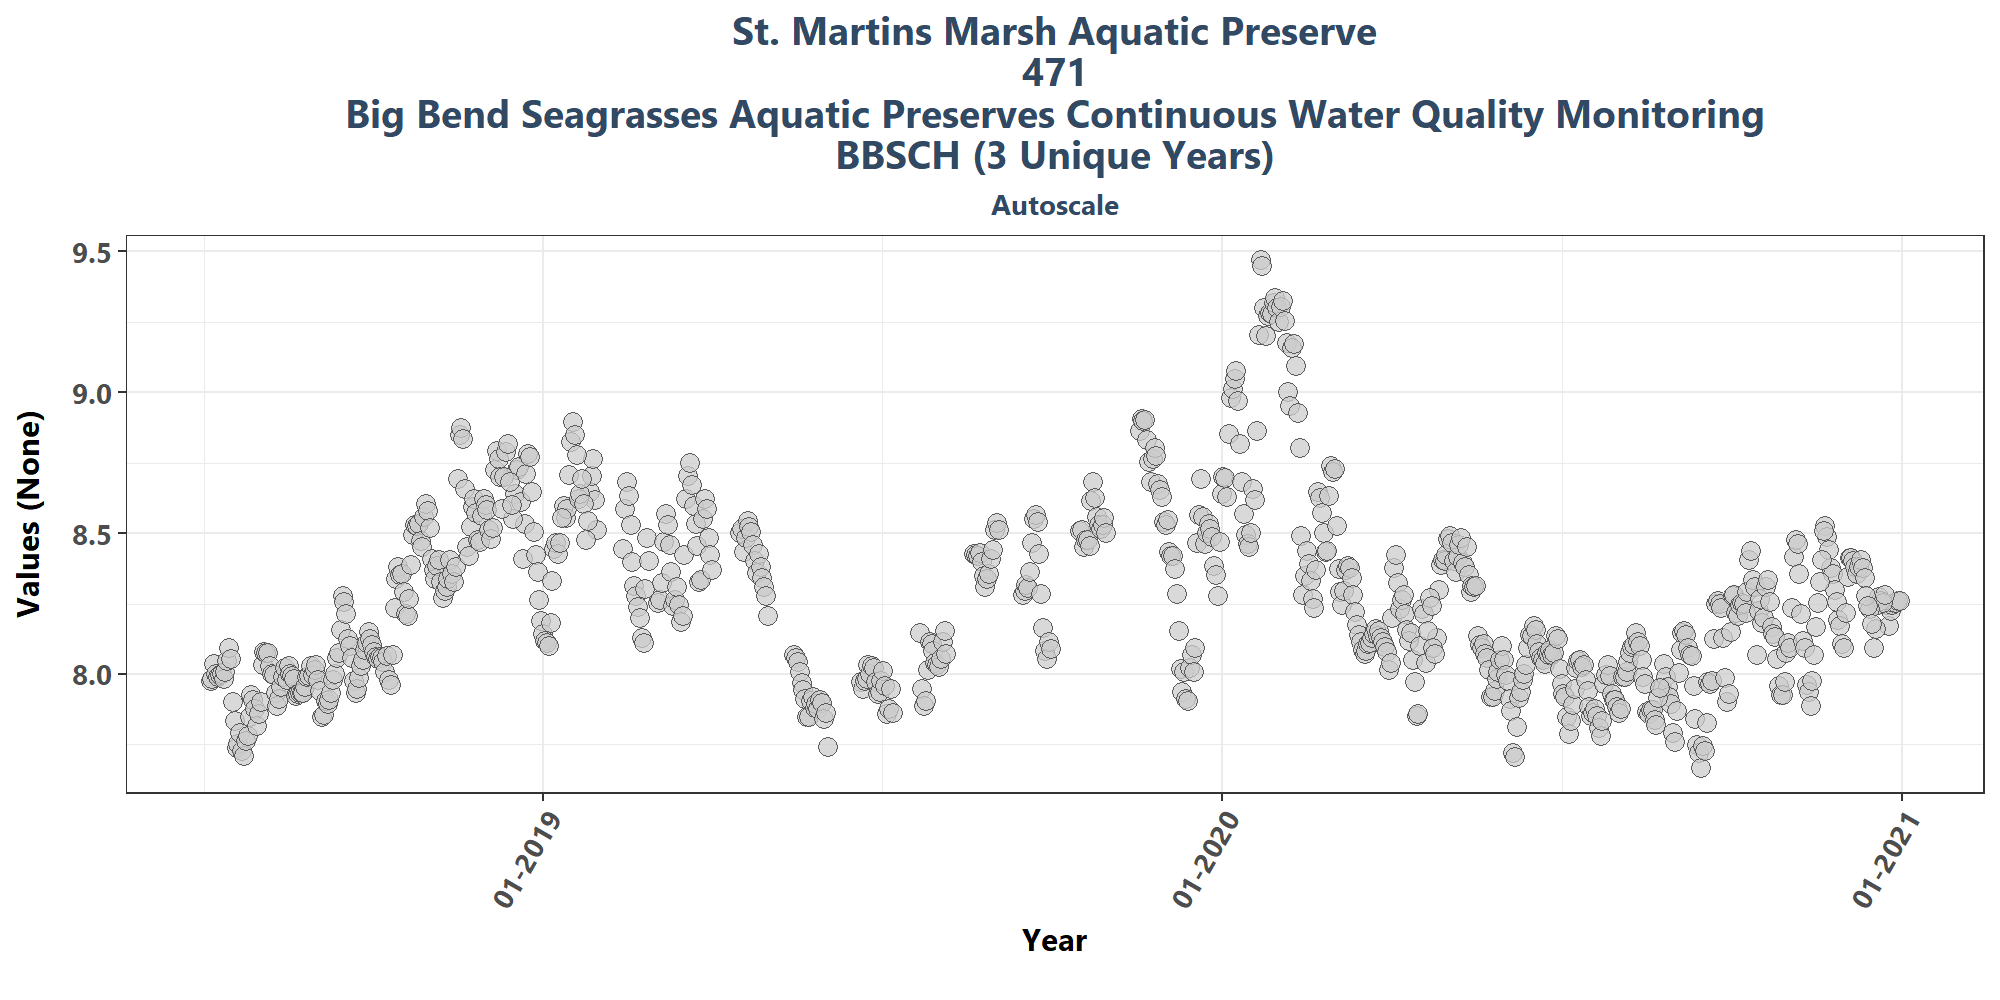 St. Martins Marsh Aquatic Preserve
471
Big Bend Seagrasses Aquatic Preserves Continuous Water Quality Monitoring
BBSCH (3 Unique Years)
Autoscale
Values (None)
9.5
9.0
8.5
8.0
01-2019
01-2020
01-2021
Year